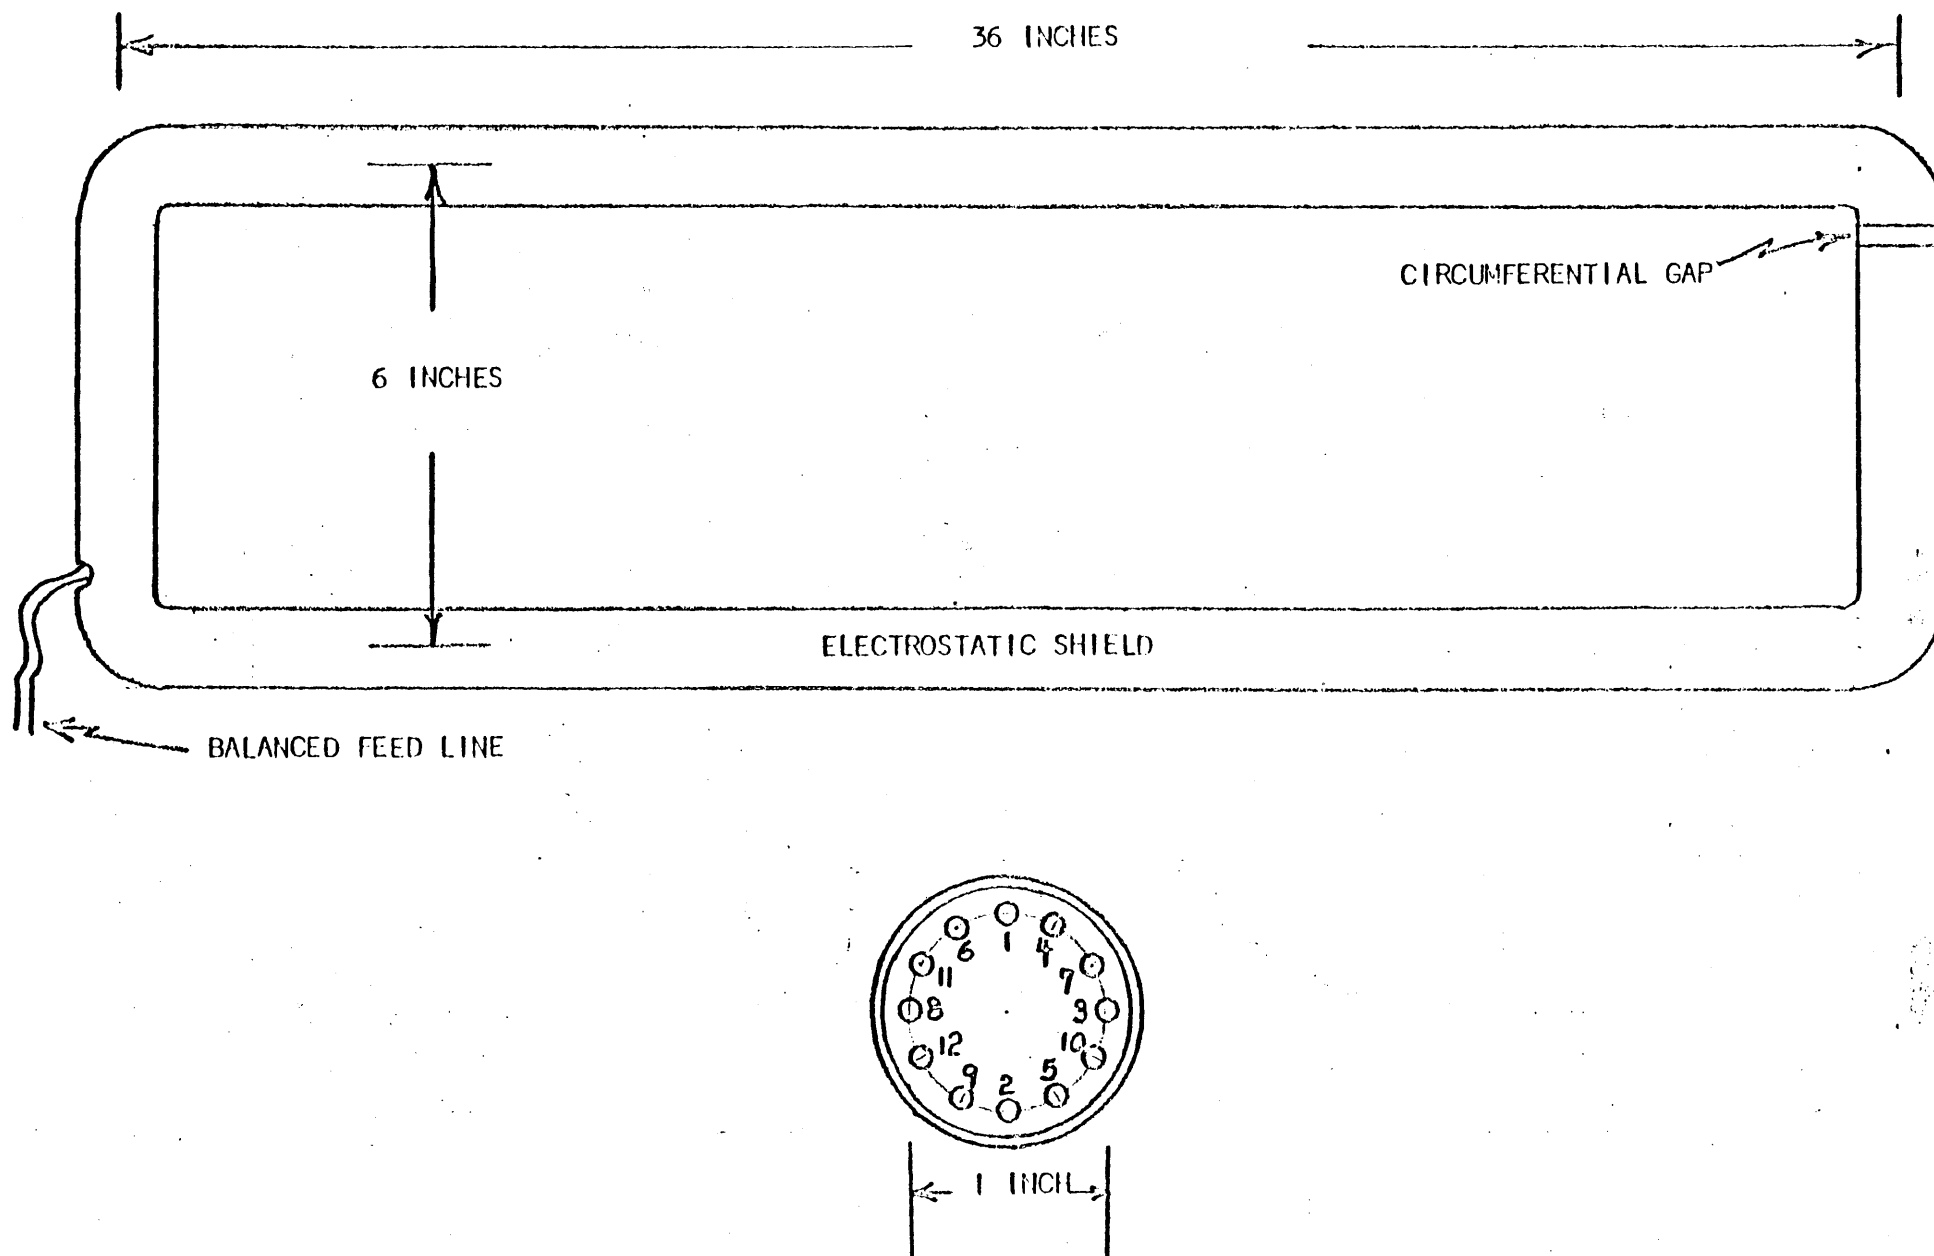 36 INCHES
CIRCUMFERENTIAL GAP
6 INCHES
ELECTROSTATIC SHIELD
BALANCED FEED LINE
6 1 4
11 7
8 3
12 10
9 2 5
1 INCH